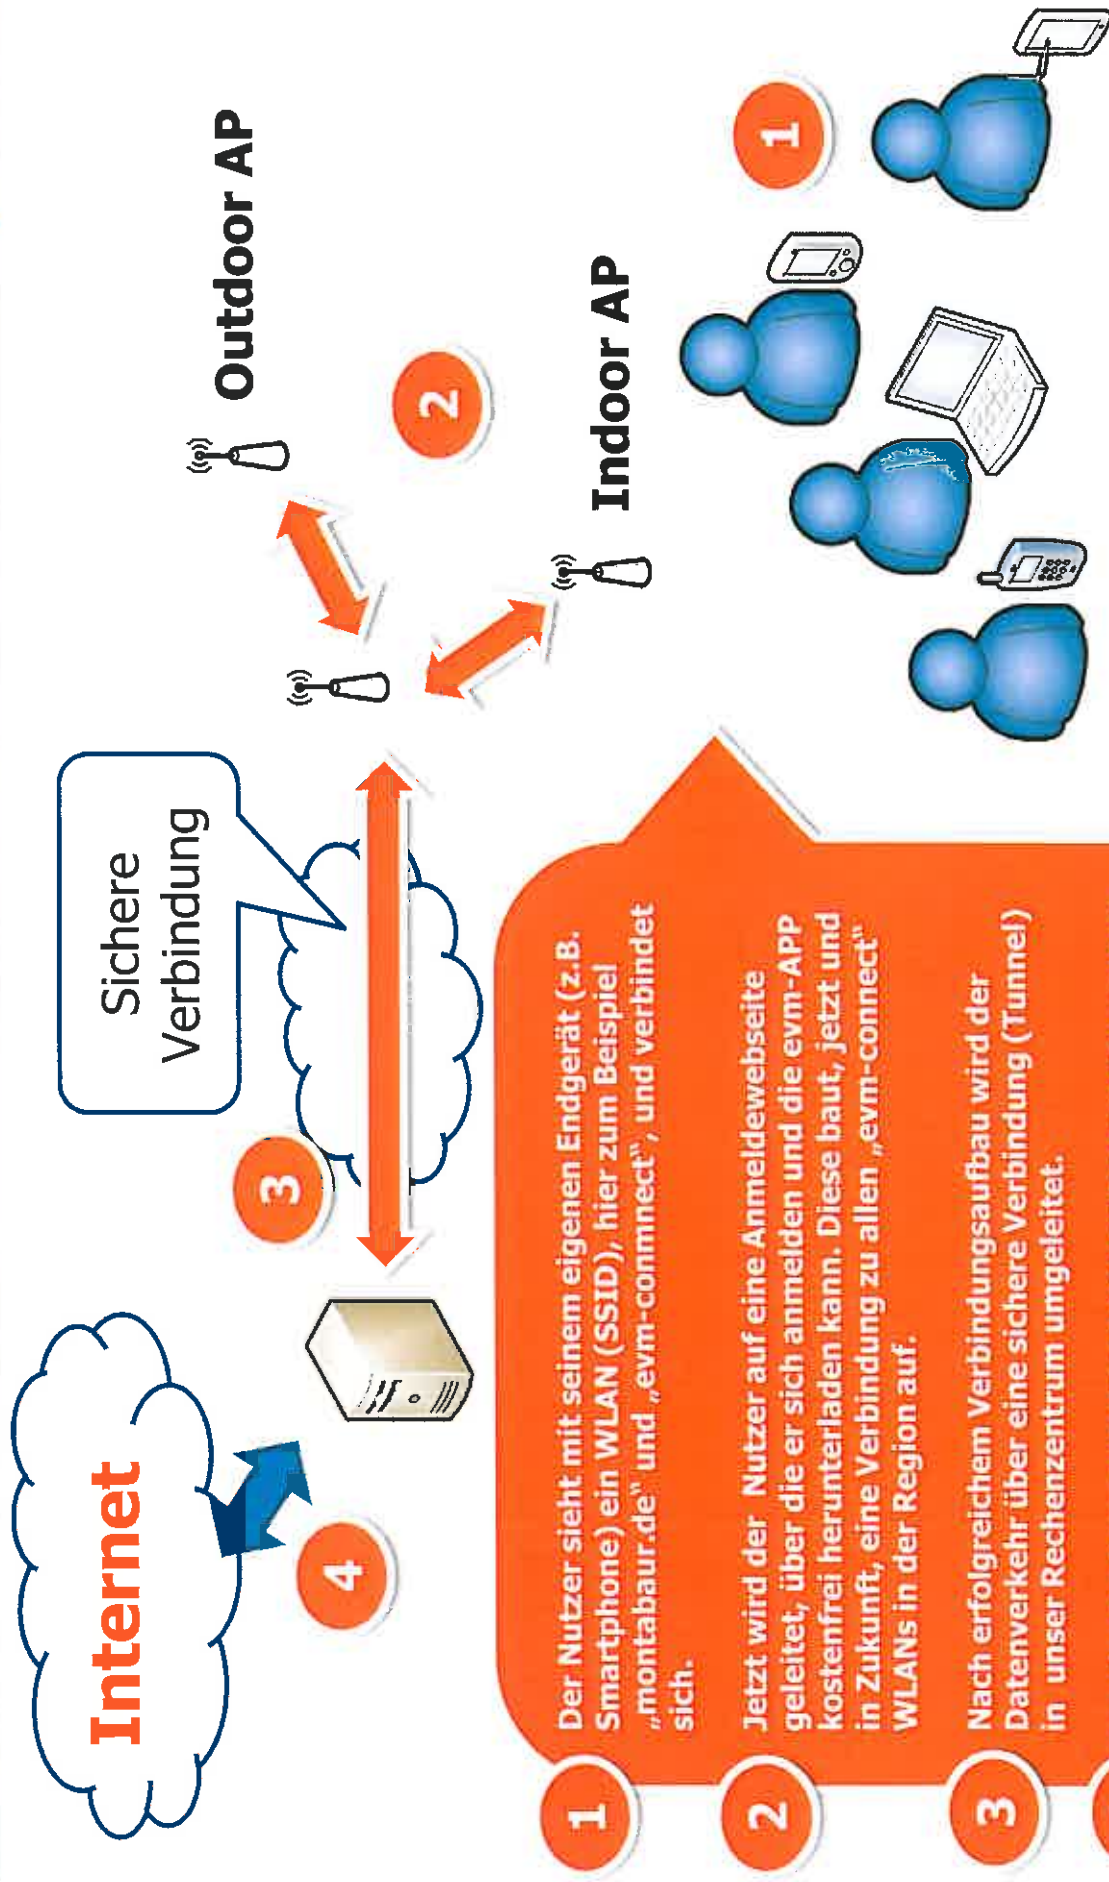 Internet
4
3
Sichere
Verbindung
Outdoor AP
2
Indoor AP
1
1
Der Nutzer sieht mit seinem eigenen Endgerät (z.B.
Smartphone) ein WLAN (SSID), hier zum Beispiel
„montabaur.de“ und „evm-connnect“, und verbindet
sich.
2
Jetzt wird der Nutzer auf eine Anmeldewebseite
geleitet, über die er sich anmelden und die evm-APP
kostenfrei herunterladen kann. Diese baut, jetzt und
in Zukunft, eine Verbindung zu allen „evm-connect“
WLANs in der Region auf.
3
Nach erfolgreichem Verbindungsaufbau wird der
Datenverkehr über eine sichere Verbindung (Tunnel)
in unser Rechenzentrum umgeleitet.